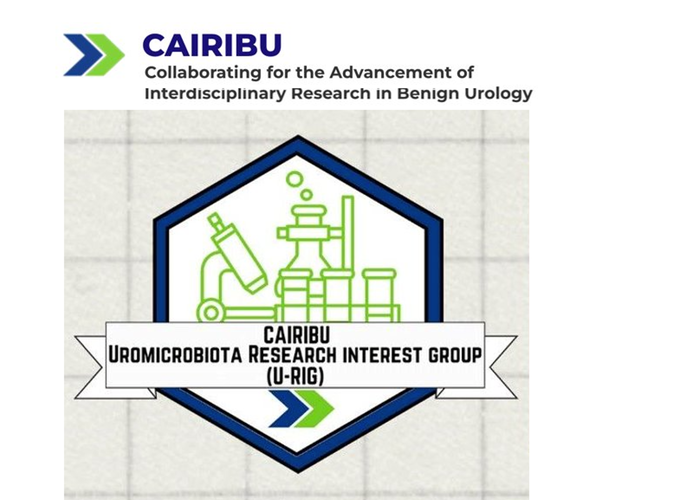 CAIRIBU
Collaborating for the Advancement of
Interdisciplinary Research in Benign Urology
CAIRIBU
UROMICROBIOTA RESEARCH INTEREST GROUP
(U-RIG)